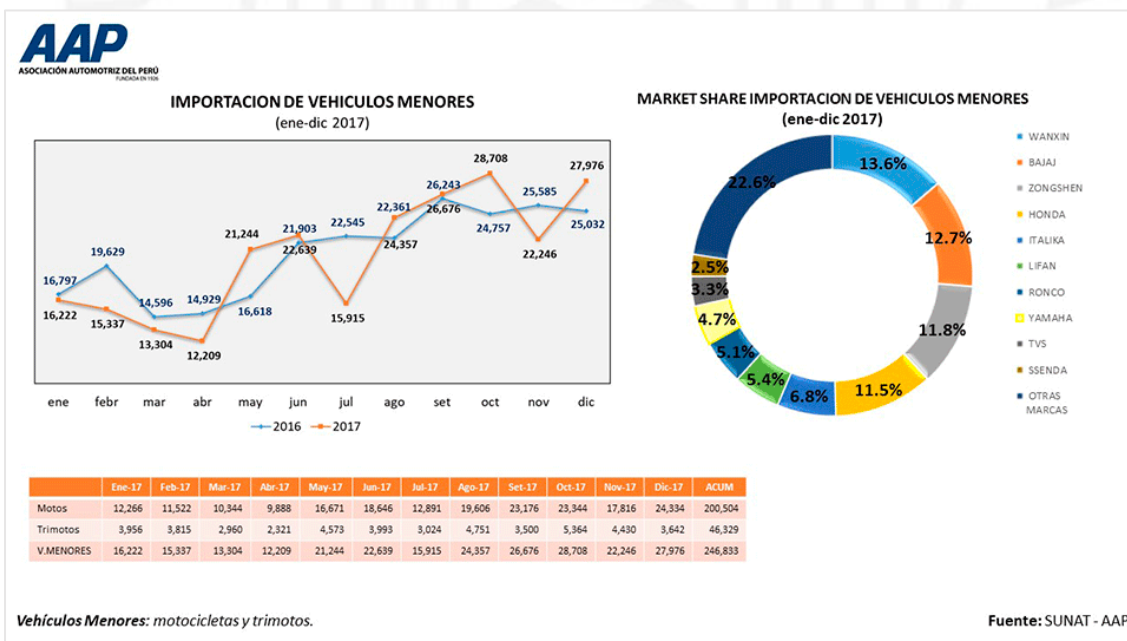 AAP
ASOCIACIÓN AUTOMOTRIZ DEL PERÚ
FUNDADA EN 1926
IMPORTACION DE VEHICULOS MENORES
(ene-dic 2017)
28,708
27,976
26,243
25,585
22,361
21,903
22,545
21,244
26,676
24,757
25,032
19,629
22,639
24,357
22,246
16,797
14,596
14,929
16,618
15,915
16,222
15,337
13,304
12,209
ene febr mar abr may jun jul ago set oct nov dic
2016 2017
MARKET SHARE IMPORTACION DE VEHICULOS MENORES
(ene-dic 2017)
13.6%
12.7%
11.8%
11.5%
6.8%
5.4%
5.1%
4.7%
3.3%
2.5%
22.6%
WANXIN
BAJAJ
ZONGSHEN
HONDA
ITALIKA
LIFAN
RONCO
YAMAHA
TVS
SSENDA
OTRAS
MARCAS
Ene-17 Feb-17 Mar-17 Abr-17 May-17 Jun-17 Jul-17 Ago-17 Set-17 Oct-17 Nov-17 Dic-17 ACUM
Motos 12,266 11,522 10,344 9,888 16,671 18,646 12,891 19,606 23,176 23,344 17,816 24,334 200,504
Trimotos 3,956 3,815 2,960 2,321 4,573 3,993 3,024 4,751 3,500 5,364 4,430 3,642 46,329
V.MENORES 16,222 15,337 13,304 12,209 21,244 22,639 15,915 24,357 26,676 28,708 22,246 27,976 246,833
Vehículos Menores: motocicletas y trimotos.
Fuente: SUNAT - AAP